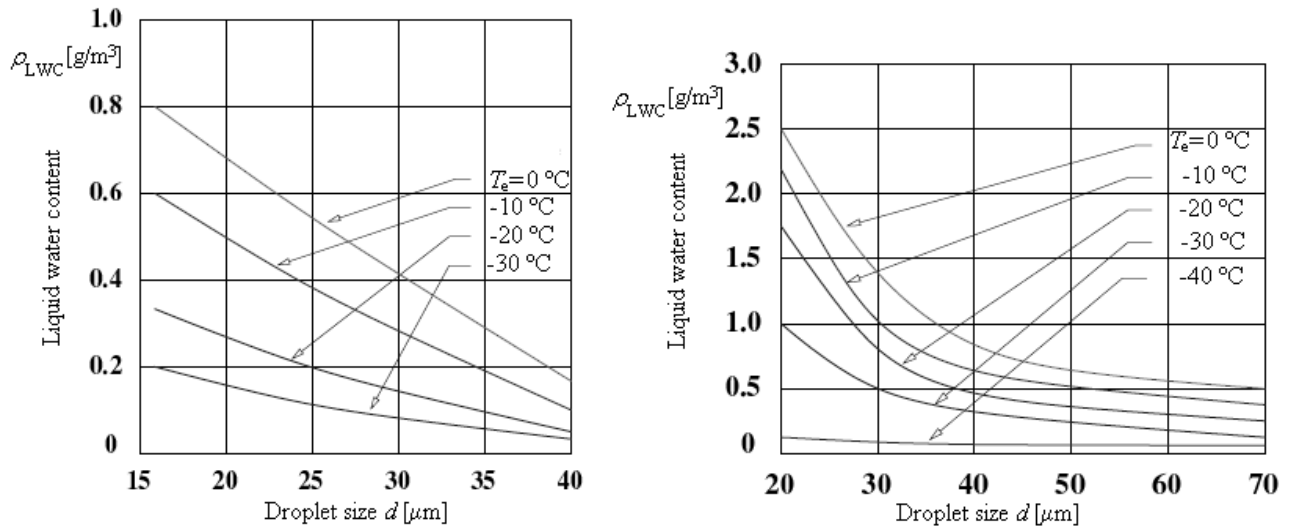 1.0
ρLWC[g/m³]
0.8
0.6
0.4
0.2
0
Liquid water content
Te=0 °C
-10 °C
-20 °C
-30 °C
15 20 25 30 35 40
Droplet size d [μm]
3.0
ρLWC[g/m³]
2.5
2.0
1.5
1.0
0.5
0
Liquid water content
Te=0 °C
-10 °C
-20 °C
-30 °C
-40 °C
20 30 40 50 60 70
Droplet size d [μm]